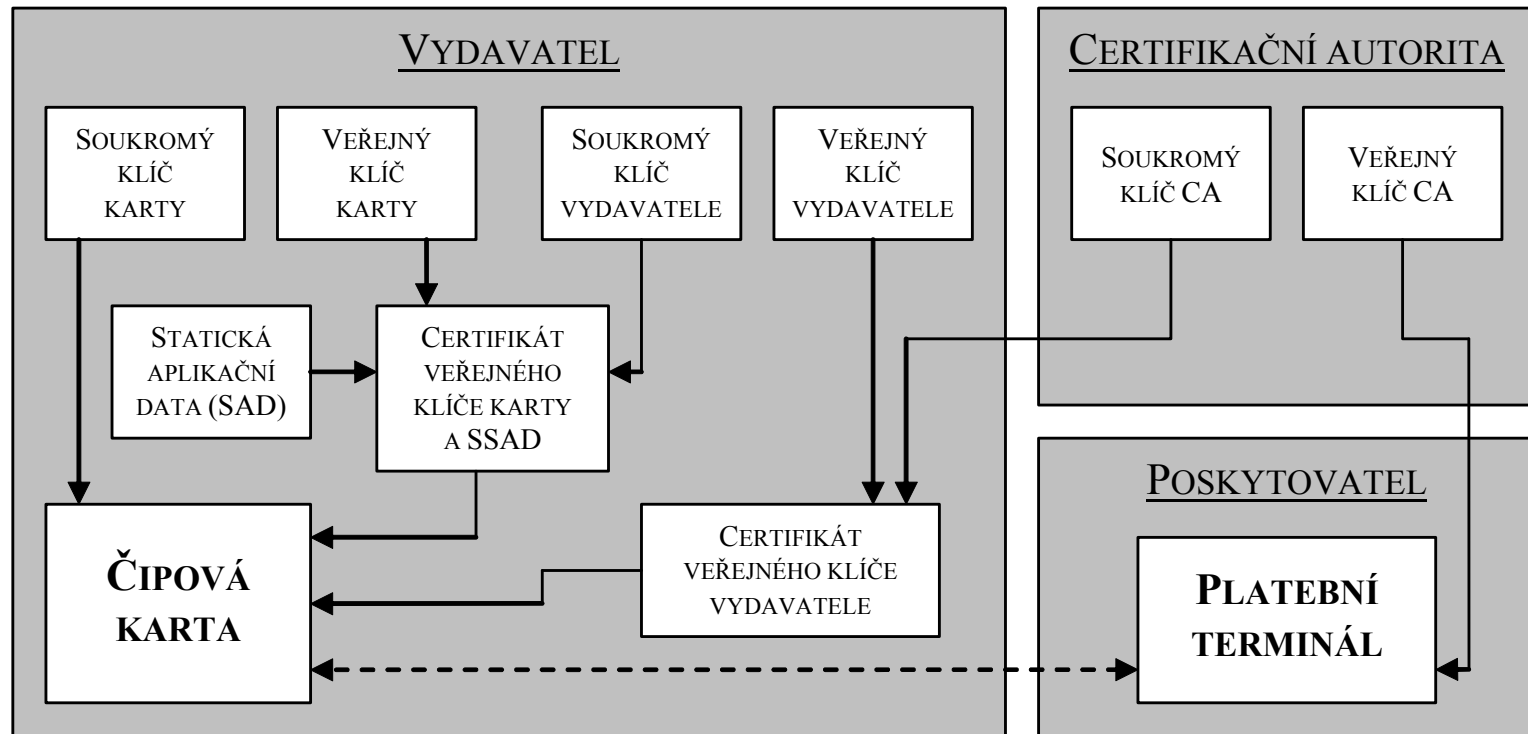 VYDAVATEL
SOUKROMÝ
KLÍČ
KARTY
VEŘEJNÝ
KLÍČ
KARTY
SOUKROMÝ
KLÍČ
VYDAVATELE
VEŘEJNÝ
KLÍČ
VYDAVATELE
STATICKÁ
APLIKAČNÍ
DATA (SAD)
CERTIFIKÁT
VEŘEJNÉHO
KLÍČE KARTY
A SSAD
ČIPOVÁ
KARTA
CERTIFIKÁT
VEŘEJNÉHO KLÍČE
VYDAVATELE
CERTIFIKAČNÍ AUTORITA
SOUKROMÝ
KLÍČ CA
VEŘEJNÝ
KLÍČ CA
POSKYTOVATEL
PLATEBNÍ
TERMINÁL